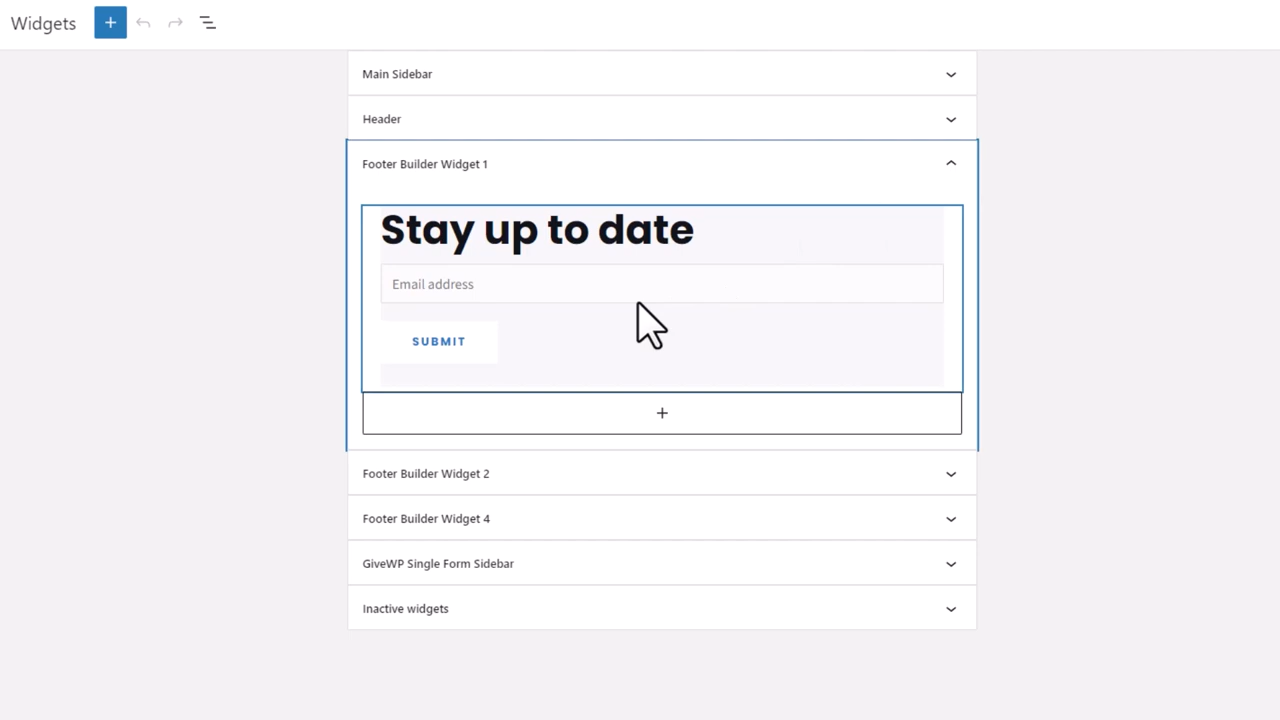 Widgets
Main Sidebar
Header
Footer Builder Widget 1
Stay up to date
Email address
SUBMIT
Footer Builder Widget 2
Footer Builder Widget 4
GiveWP Single Form Sidebar
Inactive widgets